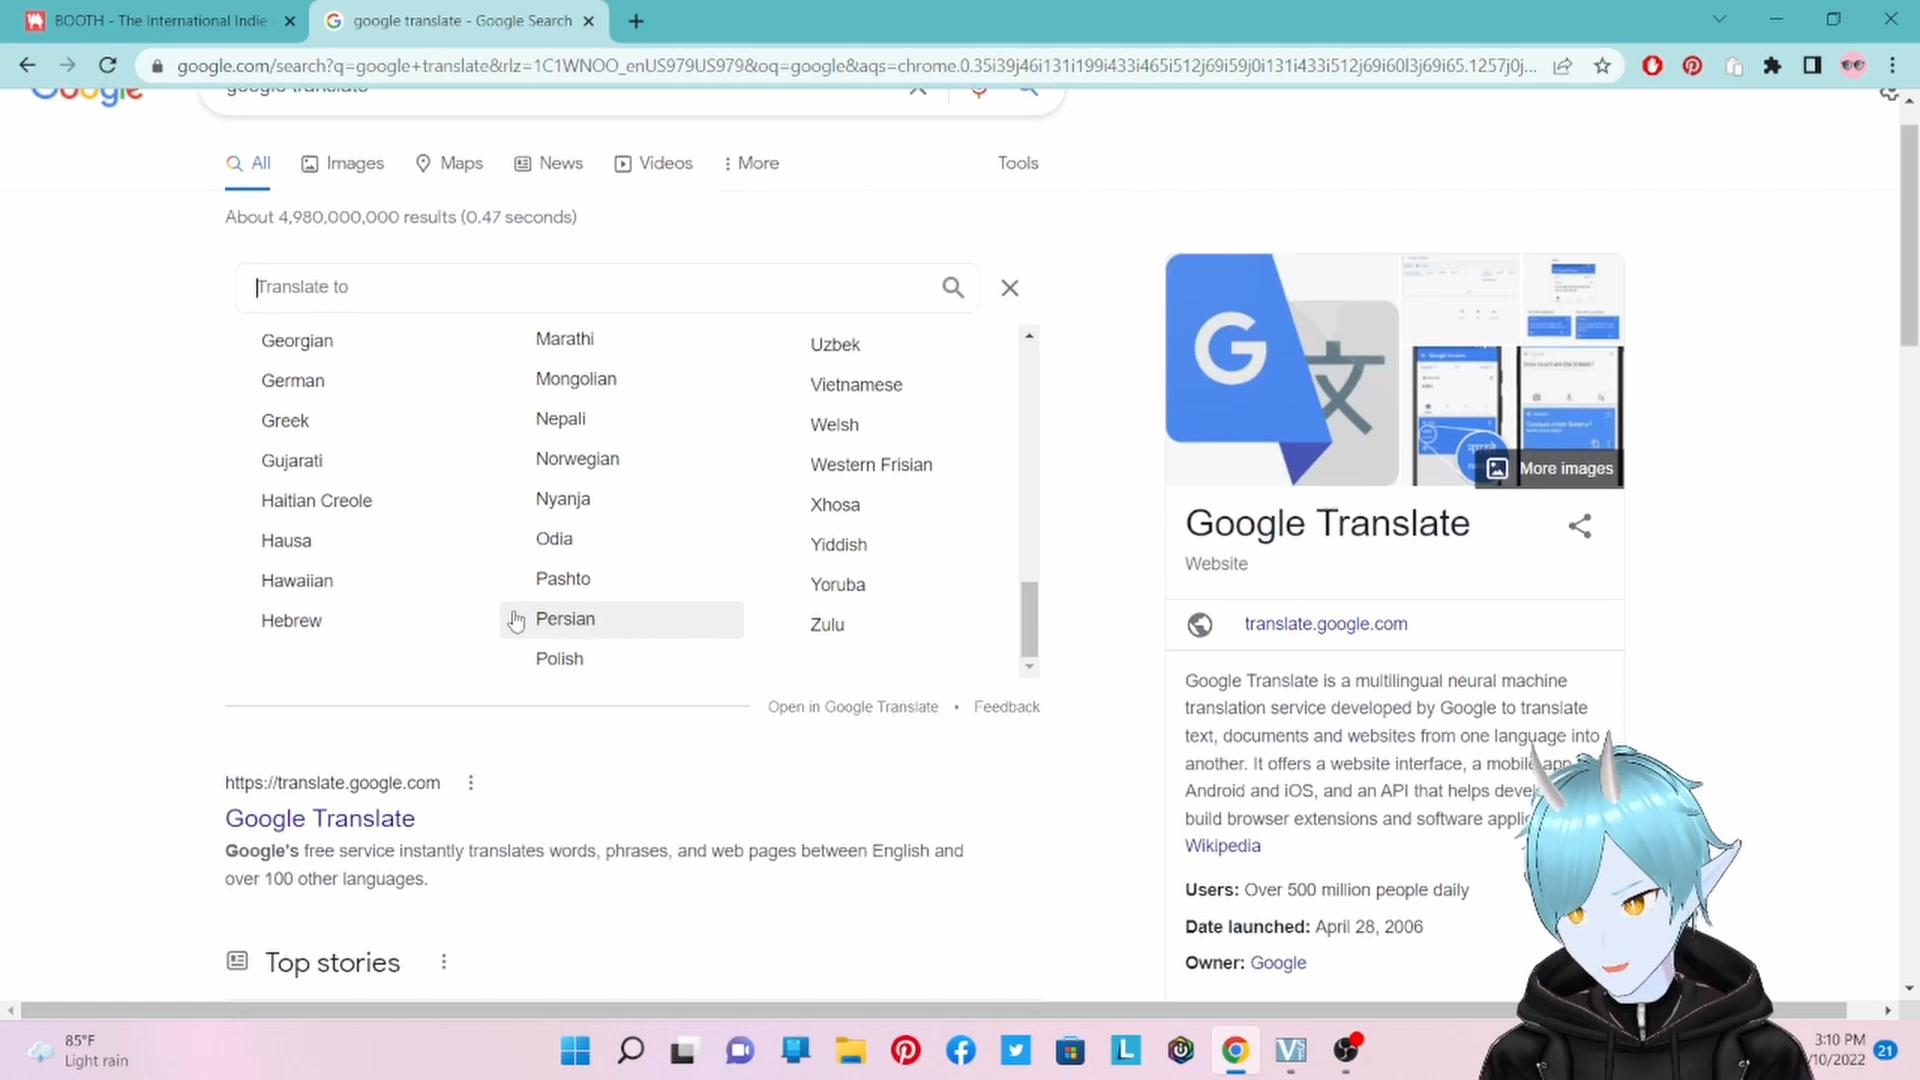 BOOTH - The International Indie
google translate - Google Search
google.com/search?q=google+translate&rlz=1C1WNOO_enUS979US979&oq=google&aqs=chrome.0.35i39j46i131i199i433i465i512j69i59j0i131i433i512j69i60l3j69i65.1257j0j...
Google
google translate
All
Images
Maps
News
Videos
More
Tools
About 4,980,000,000 results (0.47 seconds)
Translate to
Georgian
German
Greek
Gujarati
Haitian Creole
Hausa
Hawaiian
Hebrew
Marathi
Mongolian
Nepali
Norwegian
Nyanja
Odia
Pashto
Persian
Polish
Uzbek
Vietnamese
Welsh
Western Frisian
Xhosa
Yiddish
Yoruba
Zulu
Open in Google Translate • Feedback
https://translate.google.com
Google Translate
Google's free service instantly translates words, phrases, and web pages between English and
over 100 other languages.
Top stories
G
文
More images
Google Translate
Website
translate.google.com
Google Translate is a multilingual neural machine
translation service developed by Google to translate
text, documents and websites from one language into
another. It offers a website interface, a mobile app
Android and iOS, and an API that helps
build browser extensions and software
Wikipedia
Users: Over 500 million people daily
Date launched: April 28, 2006
Owner: Google
85°F
Light rain
L
3:10 PM
/10/2022
21